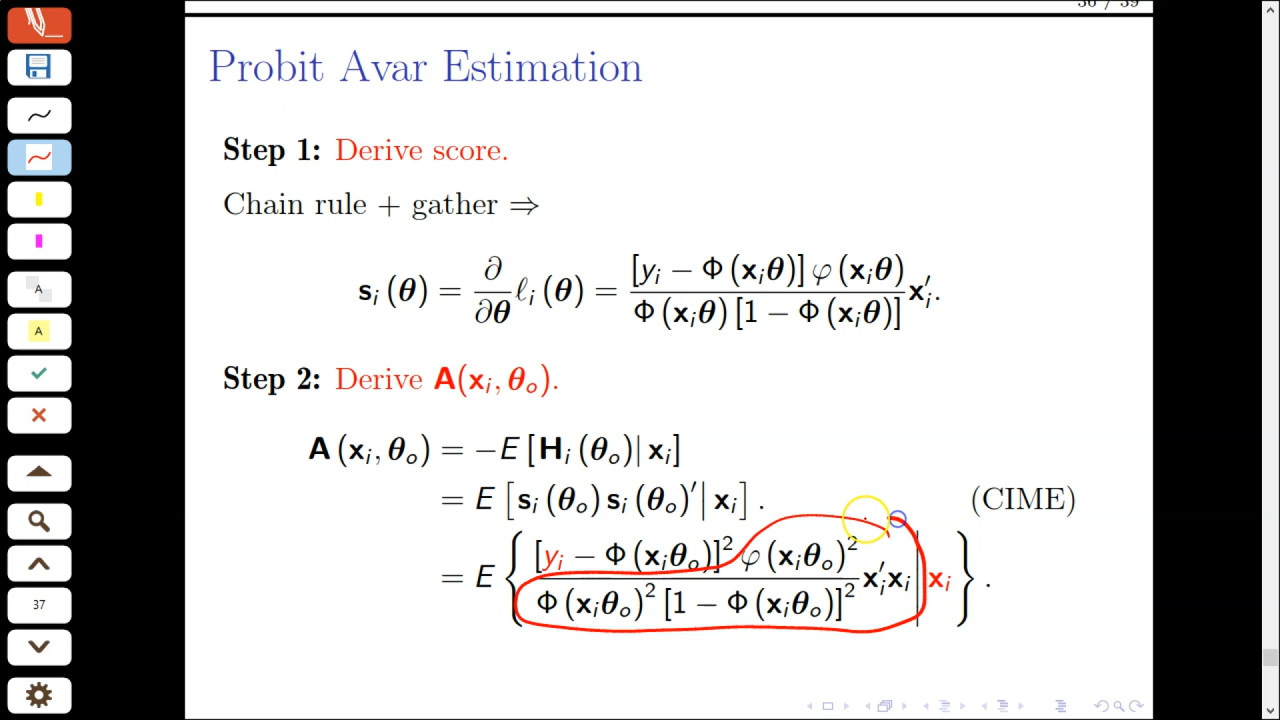 36 / 39
Probit Avar Estimation
Step 1: Derive score.
Chain rule + gather ⇒
s_i (θ) = ∂/∂θ ℓ_i (θ) = [y_i − Φ (x_iθ)] φ (x_iθ) / Φ (x_iθ) [1 − Φ (x_iθ)] x_i′.
Step 2: Derive A(x_i, θ_o).
A (x_i, θ_o) = −E [H_i (θ_o)| x_i]
= E [s_i (θ_o) s_i (θ_o)′| x_i] . (CIME)
= E { [y_i − Φ (x_iθ_o)]² φ (x_iθ_o)² / Φ (x_iθ_o)² [1 − Φ (x_iθ_o)]² x_i′x_i | x_i } .
A
A
37